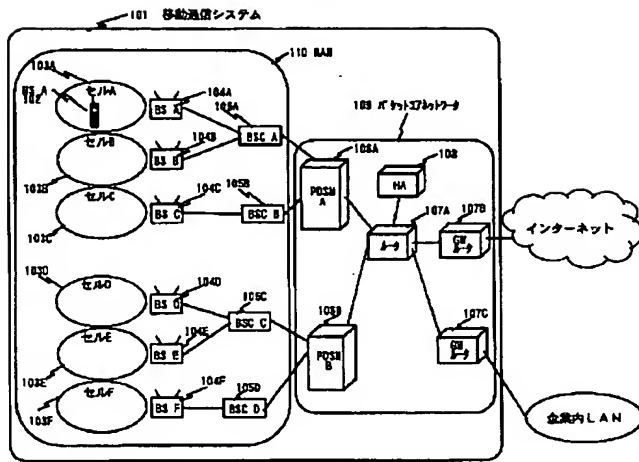 101 移動通信システム
110 RAN
103A
セルA
MS A
102
104A
BS A
105A
BSC A
セルB
104B
BS B
103B
セルC
104C
BS C
105B
BSC B
103C
109 パケットコアネットワーク
106A
PDSN
A
108
HA
107A
ルータ
107B
GW
ルータ
インターネット
103D
セルD
104D
BS D
105C
BSC C
セルE
104E
BS E
103E
セルF
104F
BS F
105D
BSC D
103F
106B
PDSN
B
107C
GW
ルータ
企業内LAN